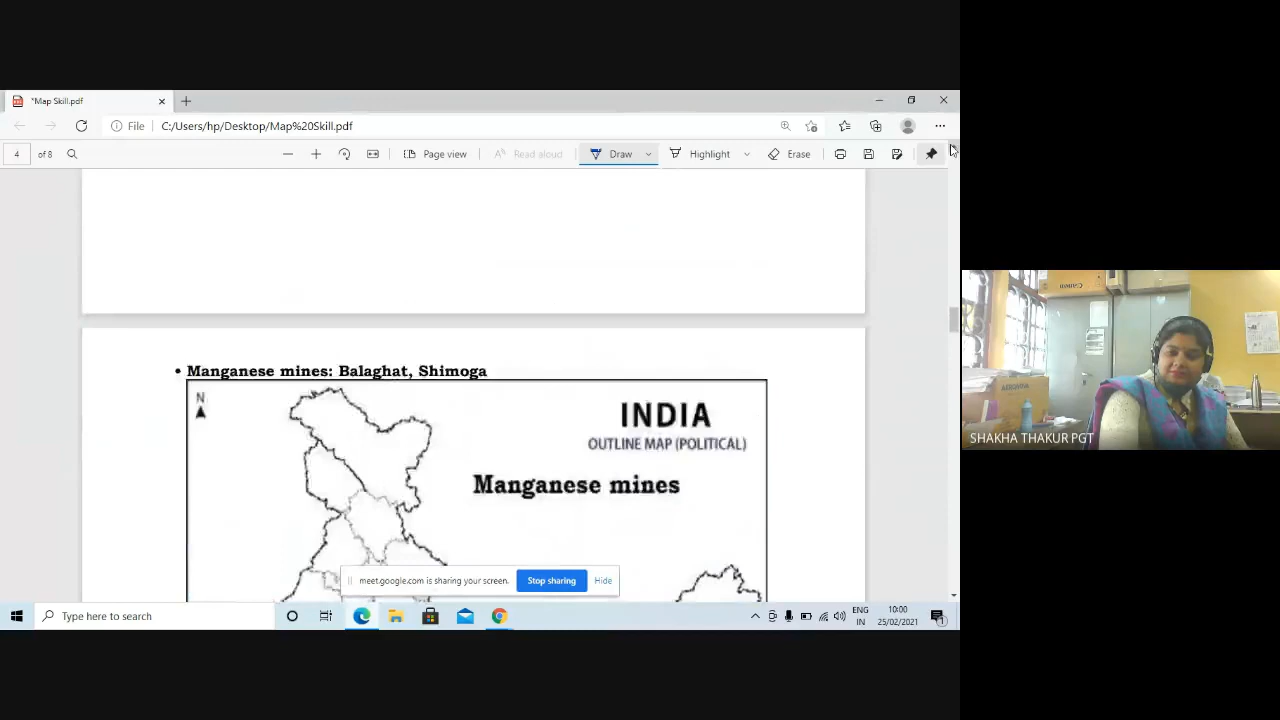 *Map Skill.pdf
File C:/Users/hp/Desktop/Map%20Skill.pdf
4 of 8 Page view Read aloud Draw Highlight Erase
• Manganese mines: Balaghat, Shimoga
N
INDIA
OUTLINE MAP (POLITICAL)
Manganese mines
meet.google.com is sharing your screen. Stop sharing Hide
Type here to search
ENG
IN
10:00
25/02/2021
1
SHAKHA THAKUR PGT